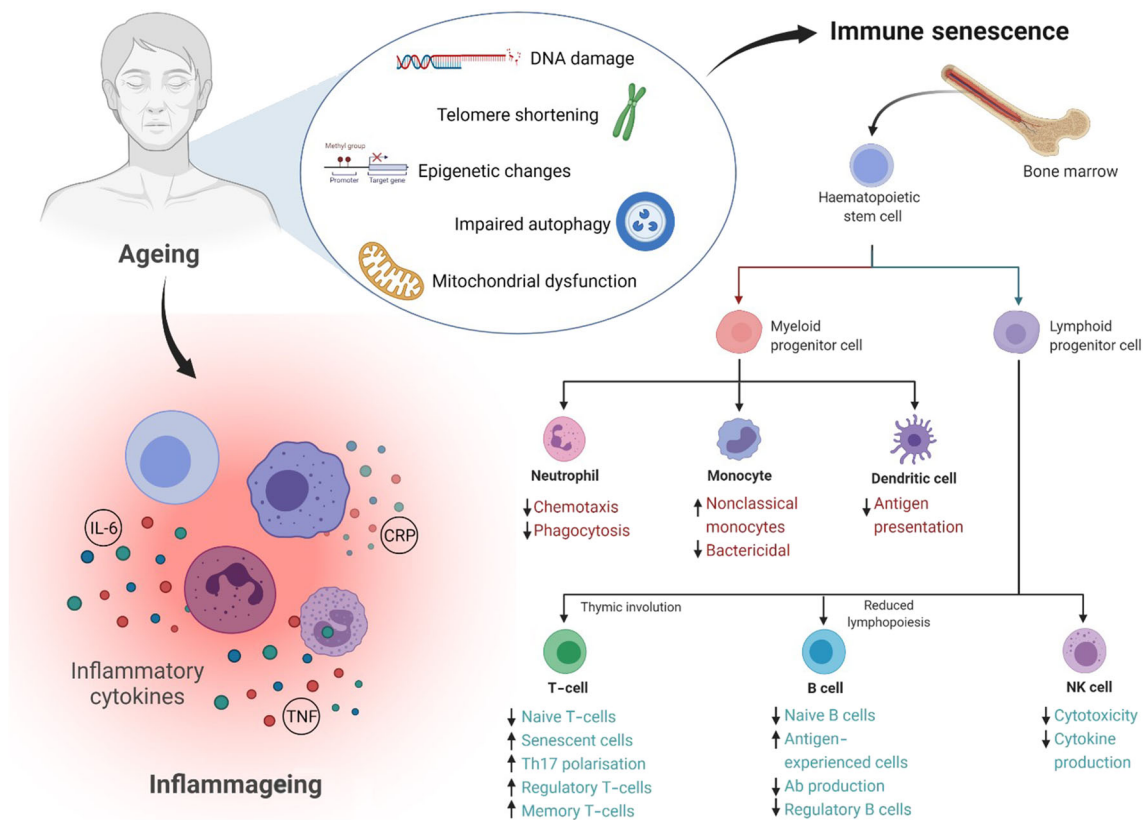 Immune senescence
DNA damage
Telomere shortening
Methyl group
Promoter
Target gene
Epigenetic changes
Impaired autophagy
Mitochondrial dysfunction
Ageing
Bone marrow
Haematopoietic
stem cell
Myeloid
progenitor cell
Lymphoid
progenitor cell
Neutrophil
↓ Chemotaxis
↓ Phagocytosis
Monocyte
↑ Nonclassical
monocytes
↓ Bactericidal
Dendritic cell
↓ Antigen
presentation
IL-6
CRP
TNF
Inflammatory
cytokines
Inflammageing
Thymic involution
Reduced
lymphopoiesis
T-cell
↓ Naive T-cells
↑ Senescent cells
↑ Th17 polarisation
↑ Regulatory T-cells
↑ Memory T-cells
B cell
↓ Naive B cells
↑ Antigen-
experienced cells
↓ Ab production
↓ Regulatory B cells
NK cell
↓ Cytotoxicity
↓ Cytokine
production